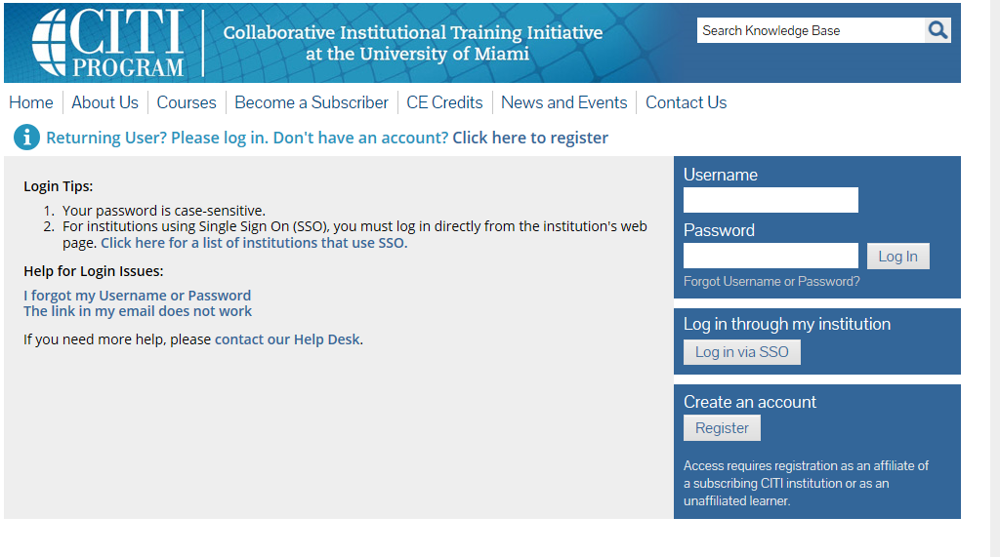 CITI
PROGRAM
Collaborative Institutional Training Initiative
at the University of Miami
Search Knowledge Base
Home
About Us
Courses
Become a Subscriber
CE Credits
News and Events
Contact Us
Returning User? Please log in. Don't have an account? Click here to register
Login Tips:
1. Your password is case-sensitive.
2. For institutions using Single Sign On (SSO), you must log in directly from the institution's web
page. Click here for a list of institutions that use SSO.
Help for Login Issues:
I forgot my Username or Password
The link in my email does not work
If you need more help, please contact our Help Desk.
Username
Password
Log In
Forgot Username or Password?
Log in through my institution
Log in via SSO
Create an account
Register
Access requires registration as an affiliate of
a subscribing CITI institution or as an
unaffiliated learner.